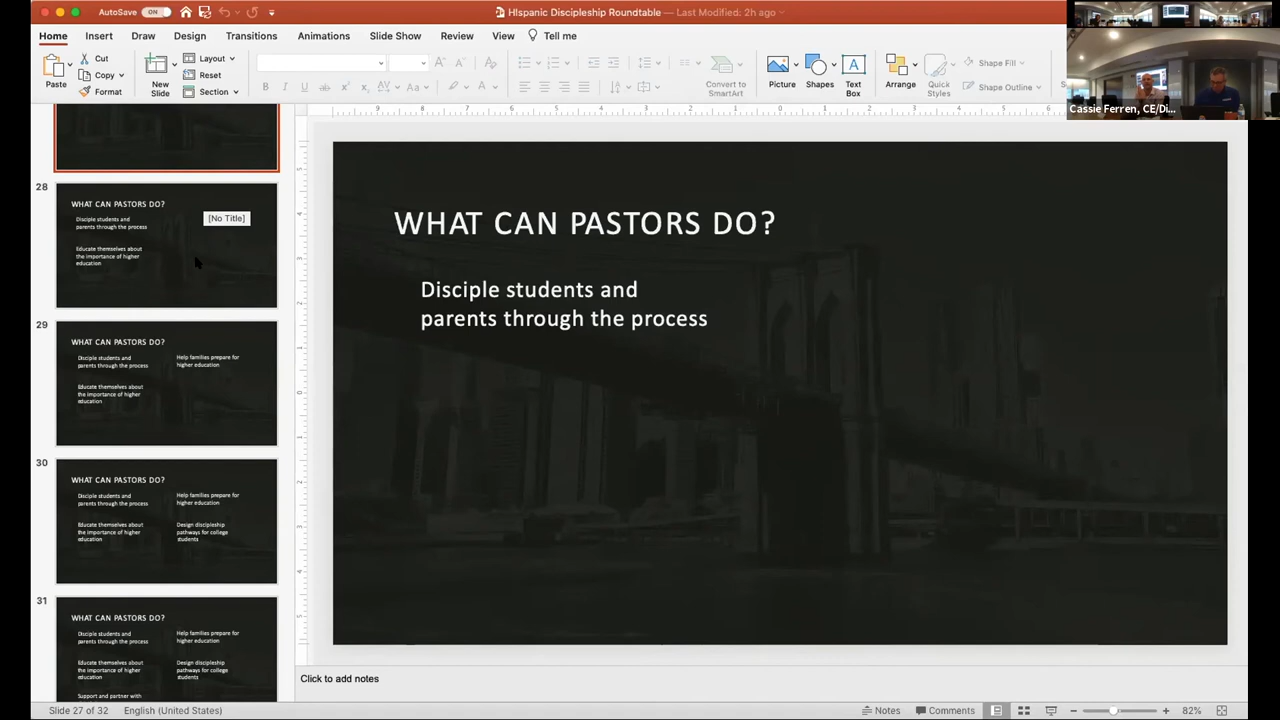 AutoSave ON
HIspanic Discipleship Roundtable — Last Modified: 2h ago
Home Insert Draw Design Transitions Animations Slide Show Review View Tell me
Paste
Cut
Copy
Format
New
Slide
Layout
Reset
Section
Convert to
SmartArt
Picture
Shapes
Text
Box
Arrange
Quick
Styles
Shape Fill
Shape Outline
Cassie Ferren, CE/Di...
28
WHAT CAN PASTORS DO?
Disciple students and
parents through the process
Educate themselves about
the importance of higher
education
[No Title]
29
WHAT CAN PASTORS DO?
Disciple students and
parents through the process
Educate themselves about
the importance of higher
education
Help families prepare for
higher education
30
WHAT CAN PASTORS DO?
Disciple students and
parents through the process
Educate themselves about
the importance of higher
education
Help families prepare for
higher education
Design discipleship
pathways for college
students
31
WHAT CAN PASTORS DO?
Disciple students and
parents through the process
Educate themselves about
the importance of higher
education
Support and partner with
Help families prepare for
higher education
Design discipleship
pathways for college
students
WHAT CAN PASTORS DO?
Disciple students and
parents through the process
Click to add notes
Slide 27 of 32 English (United States) Notes Comments 82%